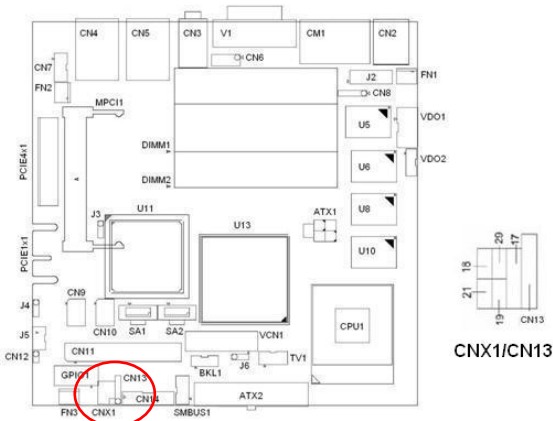 CN4
CN5
CN3
V1
CM1
CN2
CN6
CN7
FN2
J2
FN1
CN8
MPCI1
U5
VDO1
DIMM1
U6
VDO2
PCIE4x1
DIMM2
U8
J3
U11
U13
ATX1
U10
PCIE1x1
29
17
18
21
19
CN13
CNX1/CN13
CN9
J4
CN10
SA1
SA2
CPU1
J5
VCN1
CN12
CN11
J6
TV1
BKL1
GPIO1
CN13
CN14
FN3
CNX1
SMBUS1
ATX2